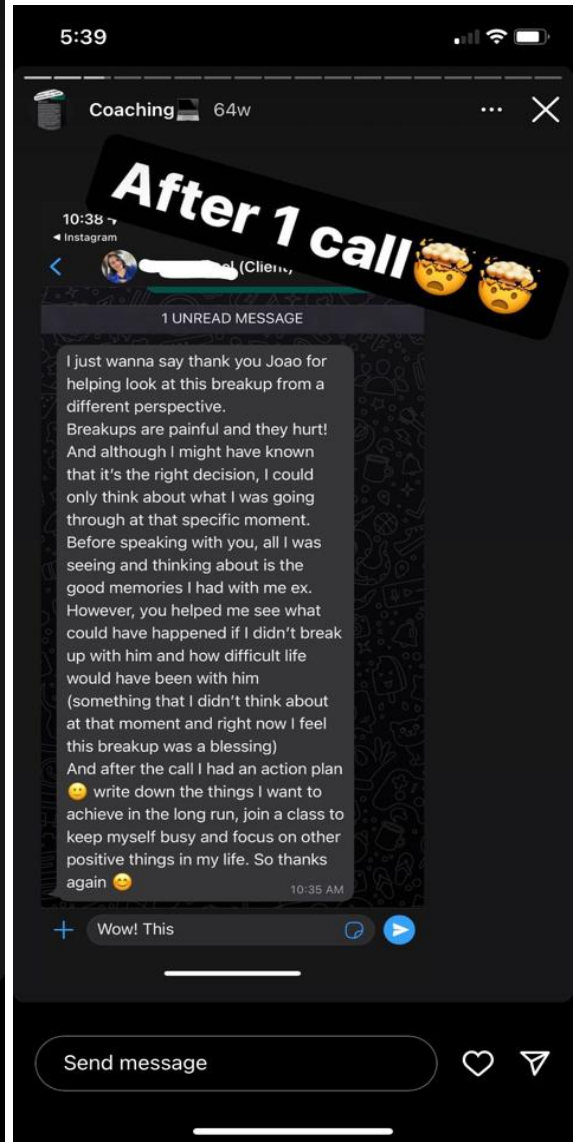 5:39
Coaching 64w
After 1 call🤯🤯
10:38
Instagram
(Client)
1 UNREAD MESSAGE
I just wanna say thank you Joao for
helping look at this breakup from a
different perspective.
Breakups are painful and they hurt!
And although I might have known
that it's the right decision, I could
only think about what I was going
through at that specific moment.
Before speaking with you, all I was
seeing and thinking about is the
good memories I had with me ex.
However, you helped me see what
could have happened if I didn't break
up with him and how difficult life
would have been with him
(something that I didn't think about
at that moment and right now I feel
this breakup was a blessing)
And after the call I had an action plan
🙂 write down the things I want to
achieve in the long run, join a class to
keep myself busy and focus on other
positive things in my life. So thanks
again 😊
10:35 AM
Wow! This
Send message